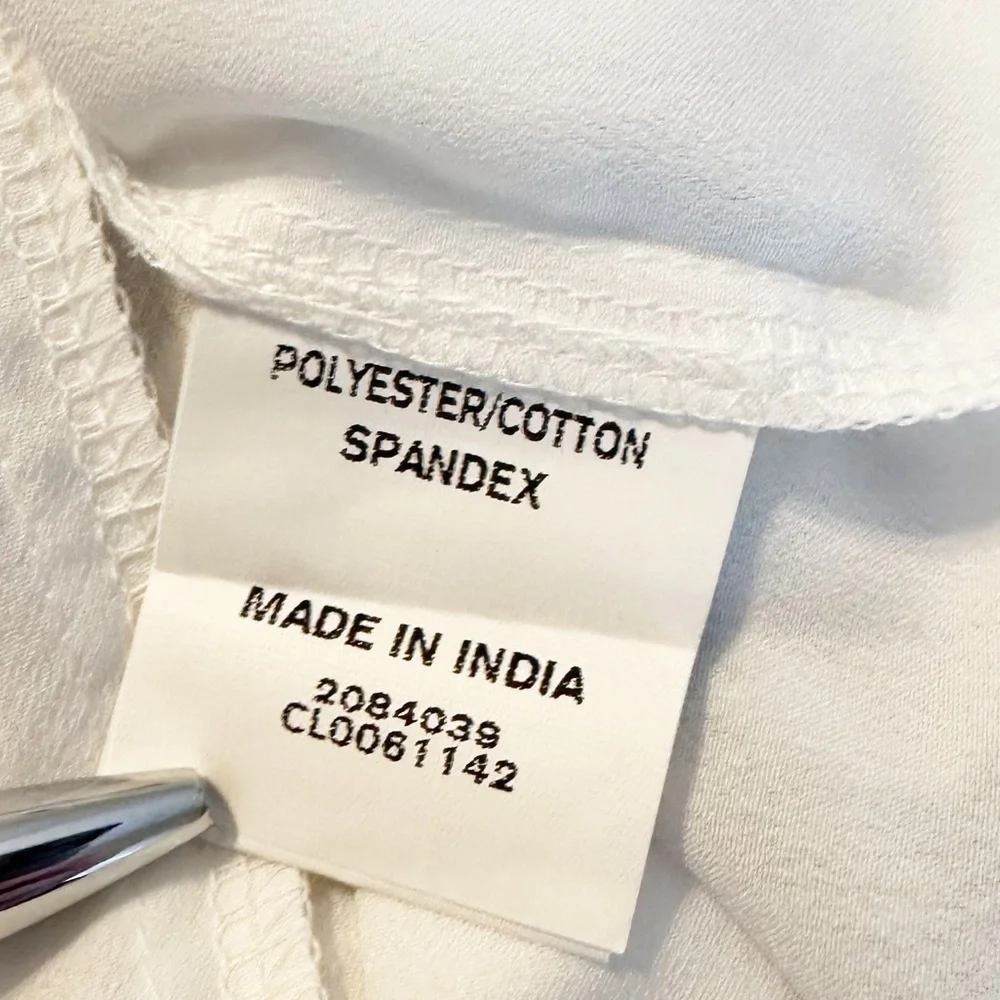 POLYESTER/COTTON
SPANDEX
MADE IN INDIA
2084039
CL0061142